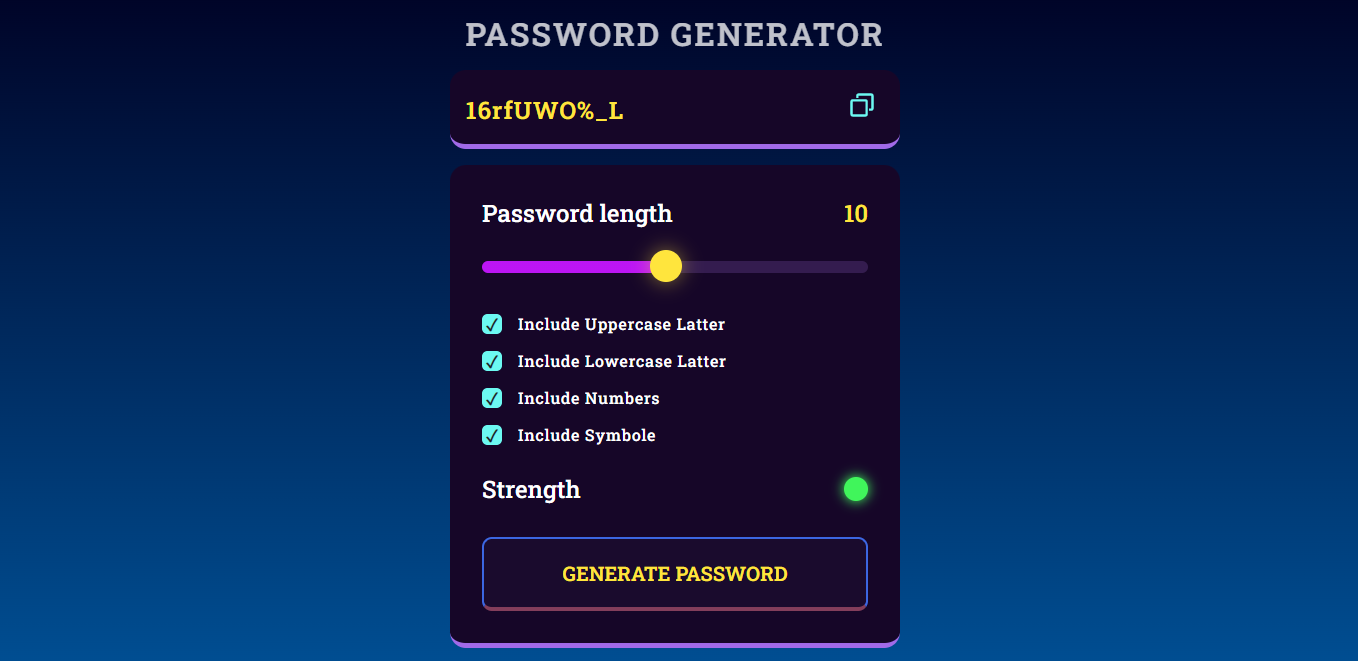 PASSWORD GENERATOR
16rfUWO%_L
Password length 10
Include Uppercase Latter
Include Lowercase Latter
Include Numbers
Include Symbole
Strength
GENERATE PASSWORD